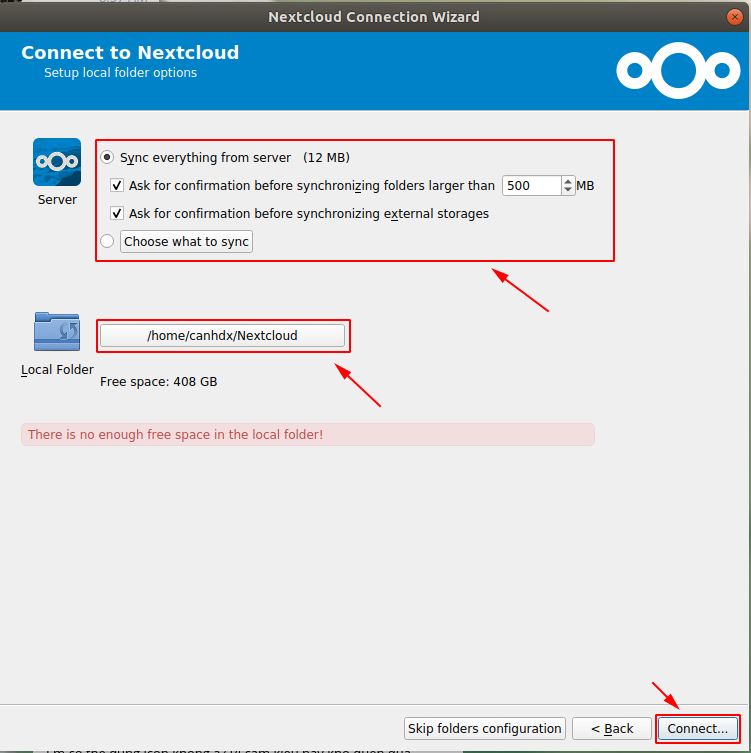 Nextcloud Connection Wizard
Connect to Nextcloud
Setup local folder options
Sync everything from server (12 MB)
Ask for confirmation before synchronizing folders larger than 500 MB
Server
Ask for confirmation before synchronizing external storages
Choose what to sync
/home/canhdx/Nextcloud
Local Folder
Free space: 408 GB
There is no enough free space in the local folder!
Skip folders configuration
< Back
Connect...